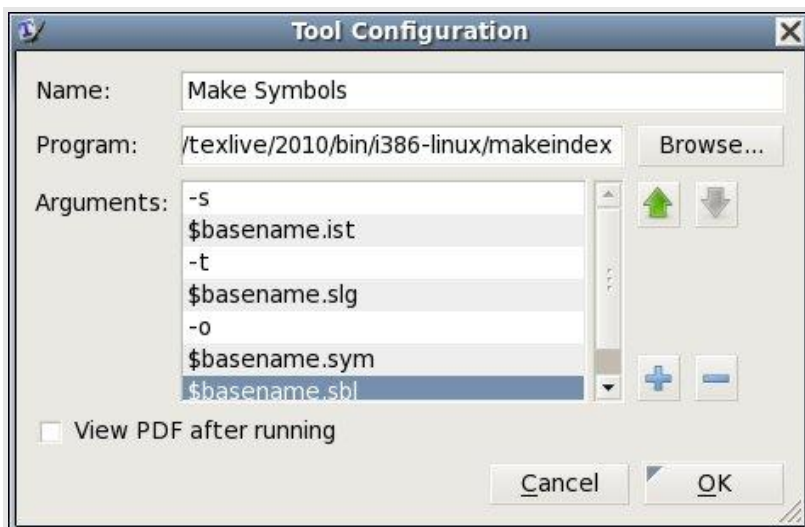 Tool Configuration
Name: Make Symbols
Program: /texlive/2010/bin/i386-linux/makeindex Browse...
Arguments: -s
$basename.ist
-t
$basename.slg
-o
$basename.sym
$basename.sbl
View PDF after running
Cancel OK